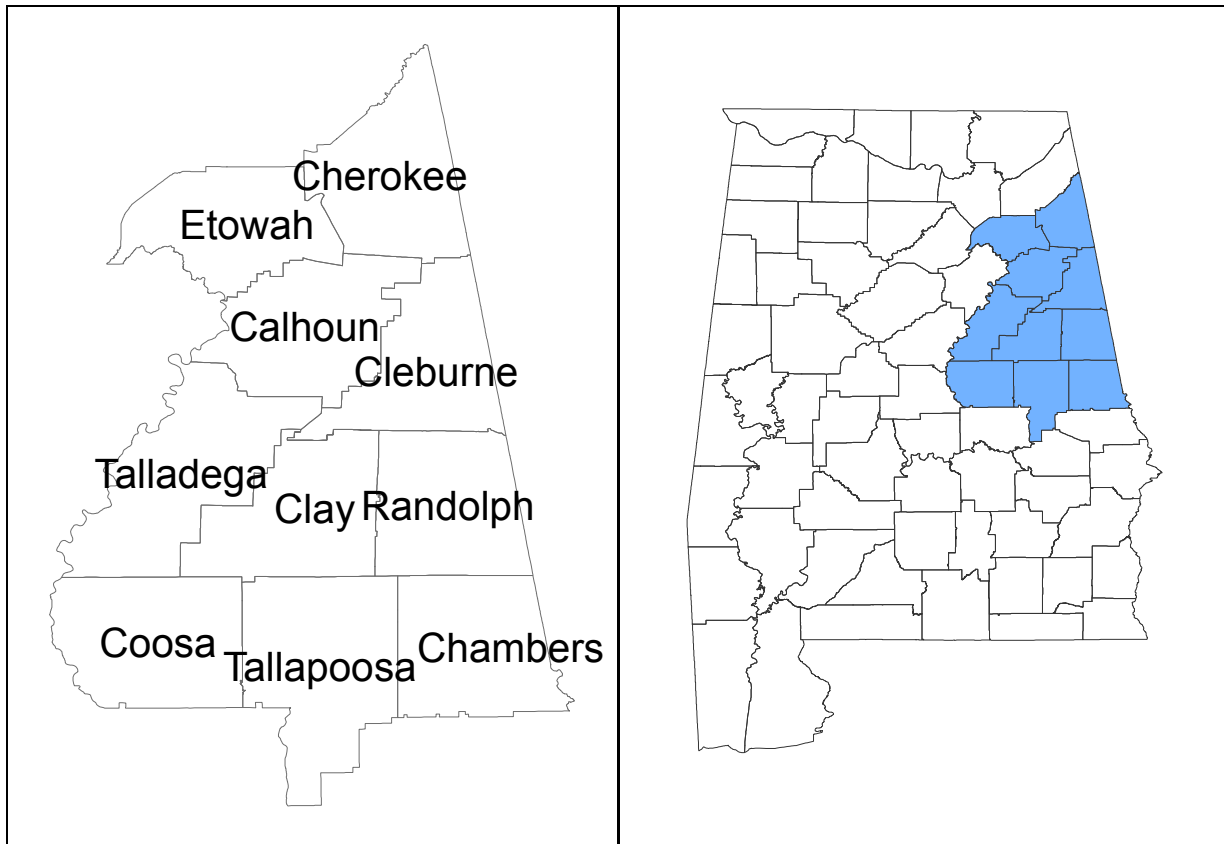 Cherokee
Etowah
Calhoun
Cleburne
Talladega
Clay
Randolph
Coosa
Tallapoosa
Chambers